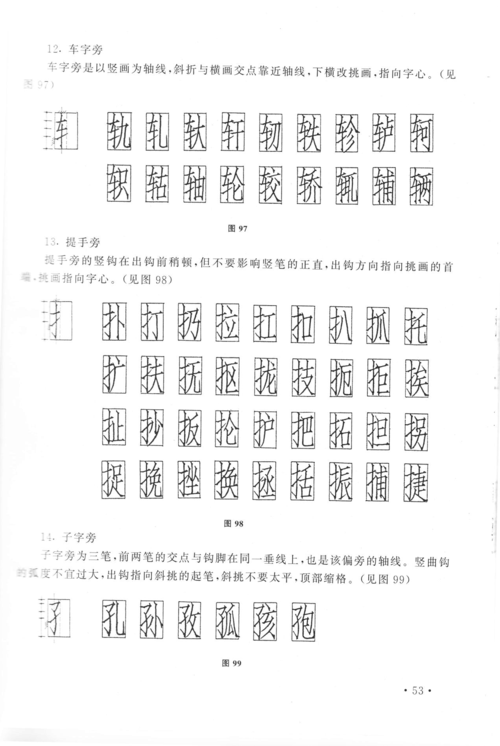 12. 车字旁
车字旁是以竖画为轴线,斜折与横画交点靠近轴线,下横改挑画,指向字心。(见
图97)
轧 轨 轩 轫 轶 轸 轳 轲
轵 轱 轴 轮 较 轿 辄 辅 辆
图 97
13. 提手旁
提手旁的竖钩在出钩前稍顿,但不要影响竖笔的正直,出钩方向指向挑画的首
端,挑画指向字心。(见图98)
扌 扑 打 扔 拉 扛 扣 扒 抓 托
扩 扶 抚 抠 拢 技 扼 拒 挨
扯 抄 扳 抡 护 把 拓 担 拐
捉 挽 挫 换 拯 括 振 捕 捷
图 98
14. 子字旁
子字旁为三笔,前两笔的交点与钩脚在同一垂线上,也是该偏旁的轴线。竖曲钩
的弧度不宜过大,出钩指向斜挑的起笔,斜挑不要太平,顶部缩格。(见图99)
孔 孙 孜 孤 孩 孢
图 99
· 53 ·